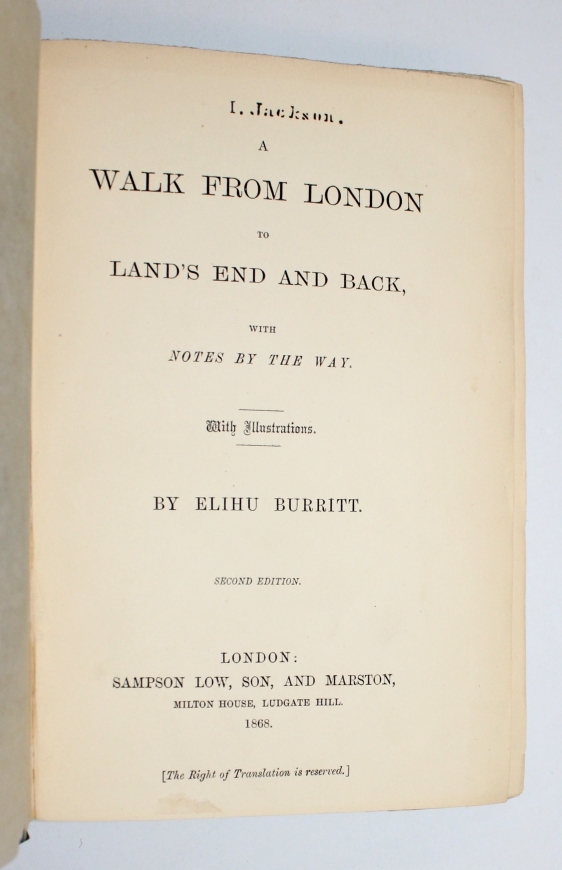 I. Jackson.
A
WALK FROM LONDON
TO
LAND'S END AND BACK,
WITH
NOTES BY THE WAY.
With Illustrations.
BY ELIHU BURRITT.
SECOND EDITION.
LONDON:
SAMPSON LOW, SON, AND MARSTON,
MILTON HOUSE, LUDGATE HILL.
1868.
[The Right of Translation is reserved.]